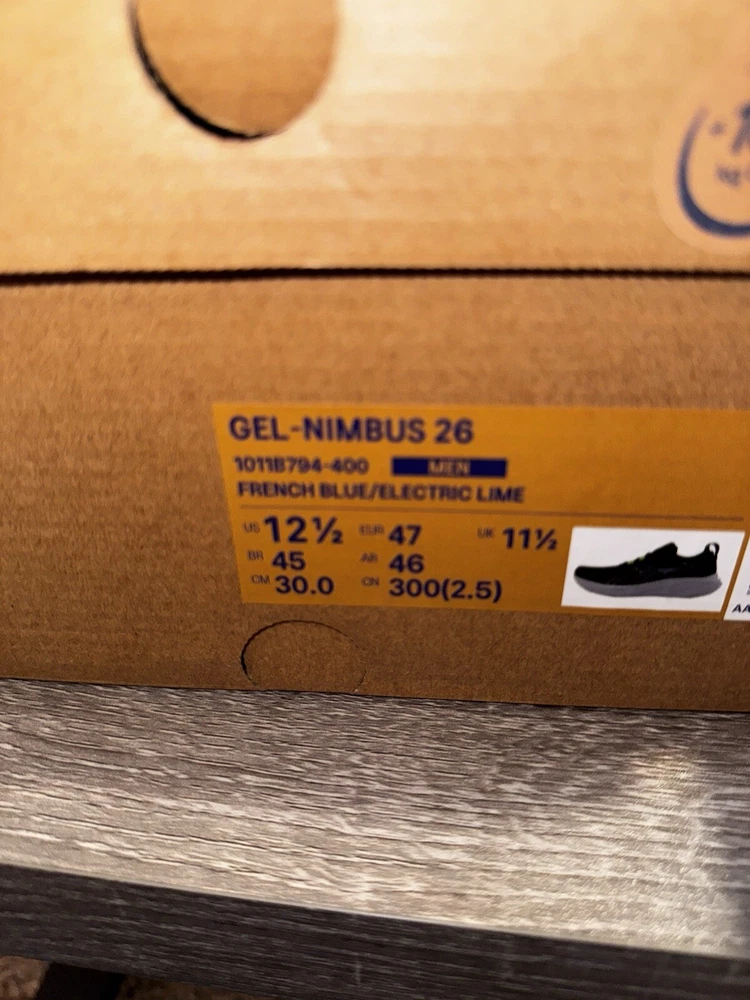 GEL-NIMBUS 26
1011B794-400 MEN
FRENCH BLUE/ELECTRIC LIME
US 12½ EUR 47 UK 11½
BR 45 AR 46
CM 30.0 CN 300(2.5)
AA